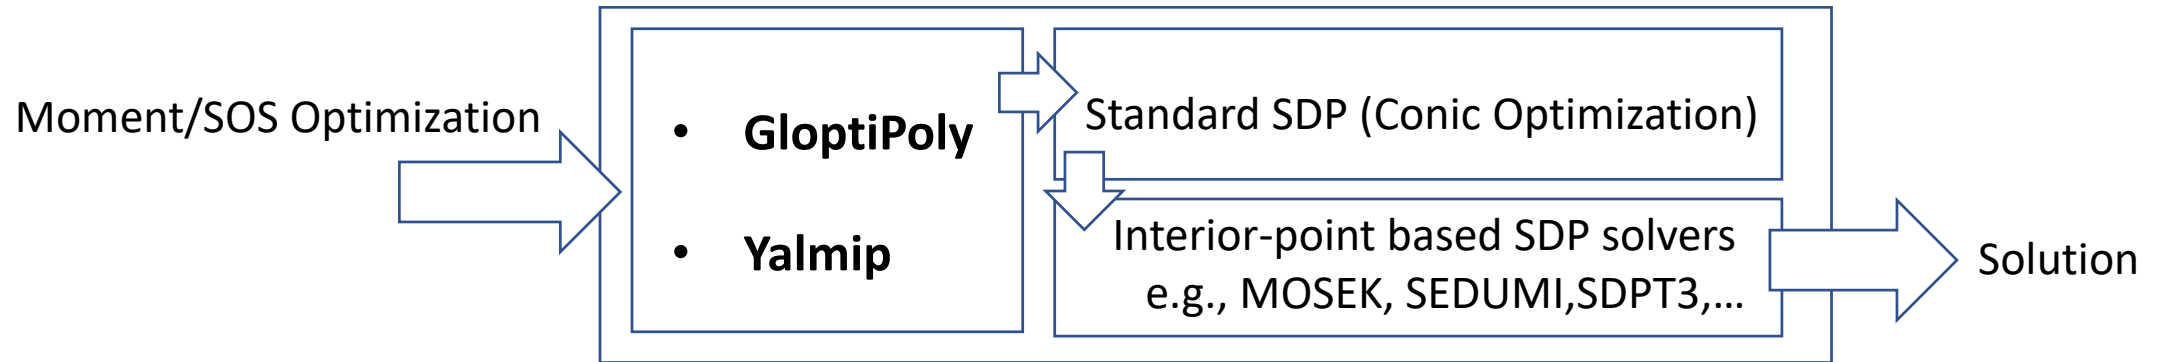 Moment/SOS Optimization
• GloptiPoly
• Yalmip
Standard SDP (Conic Optimization)
Interior-point based SDP solvers
e.g., MOSEK, SEDUMI,SDPT3,…
Solution